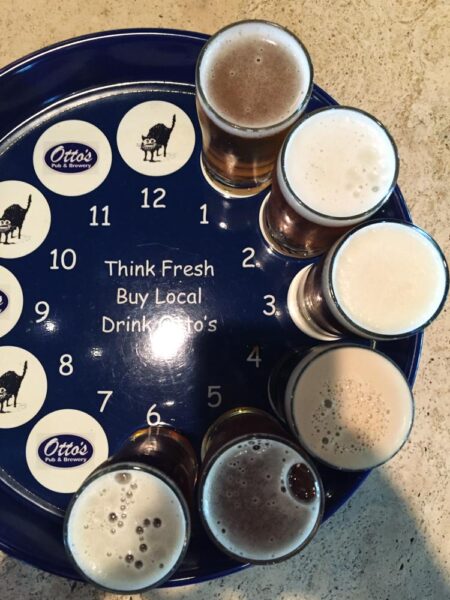 Otto's
Pub & Brewery
12
11
1
10
2
Think Fresh
Buy Local
Drink Otto's
9
3
8
4
7
5
6
Otto's
Pub & Brewery